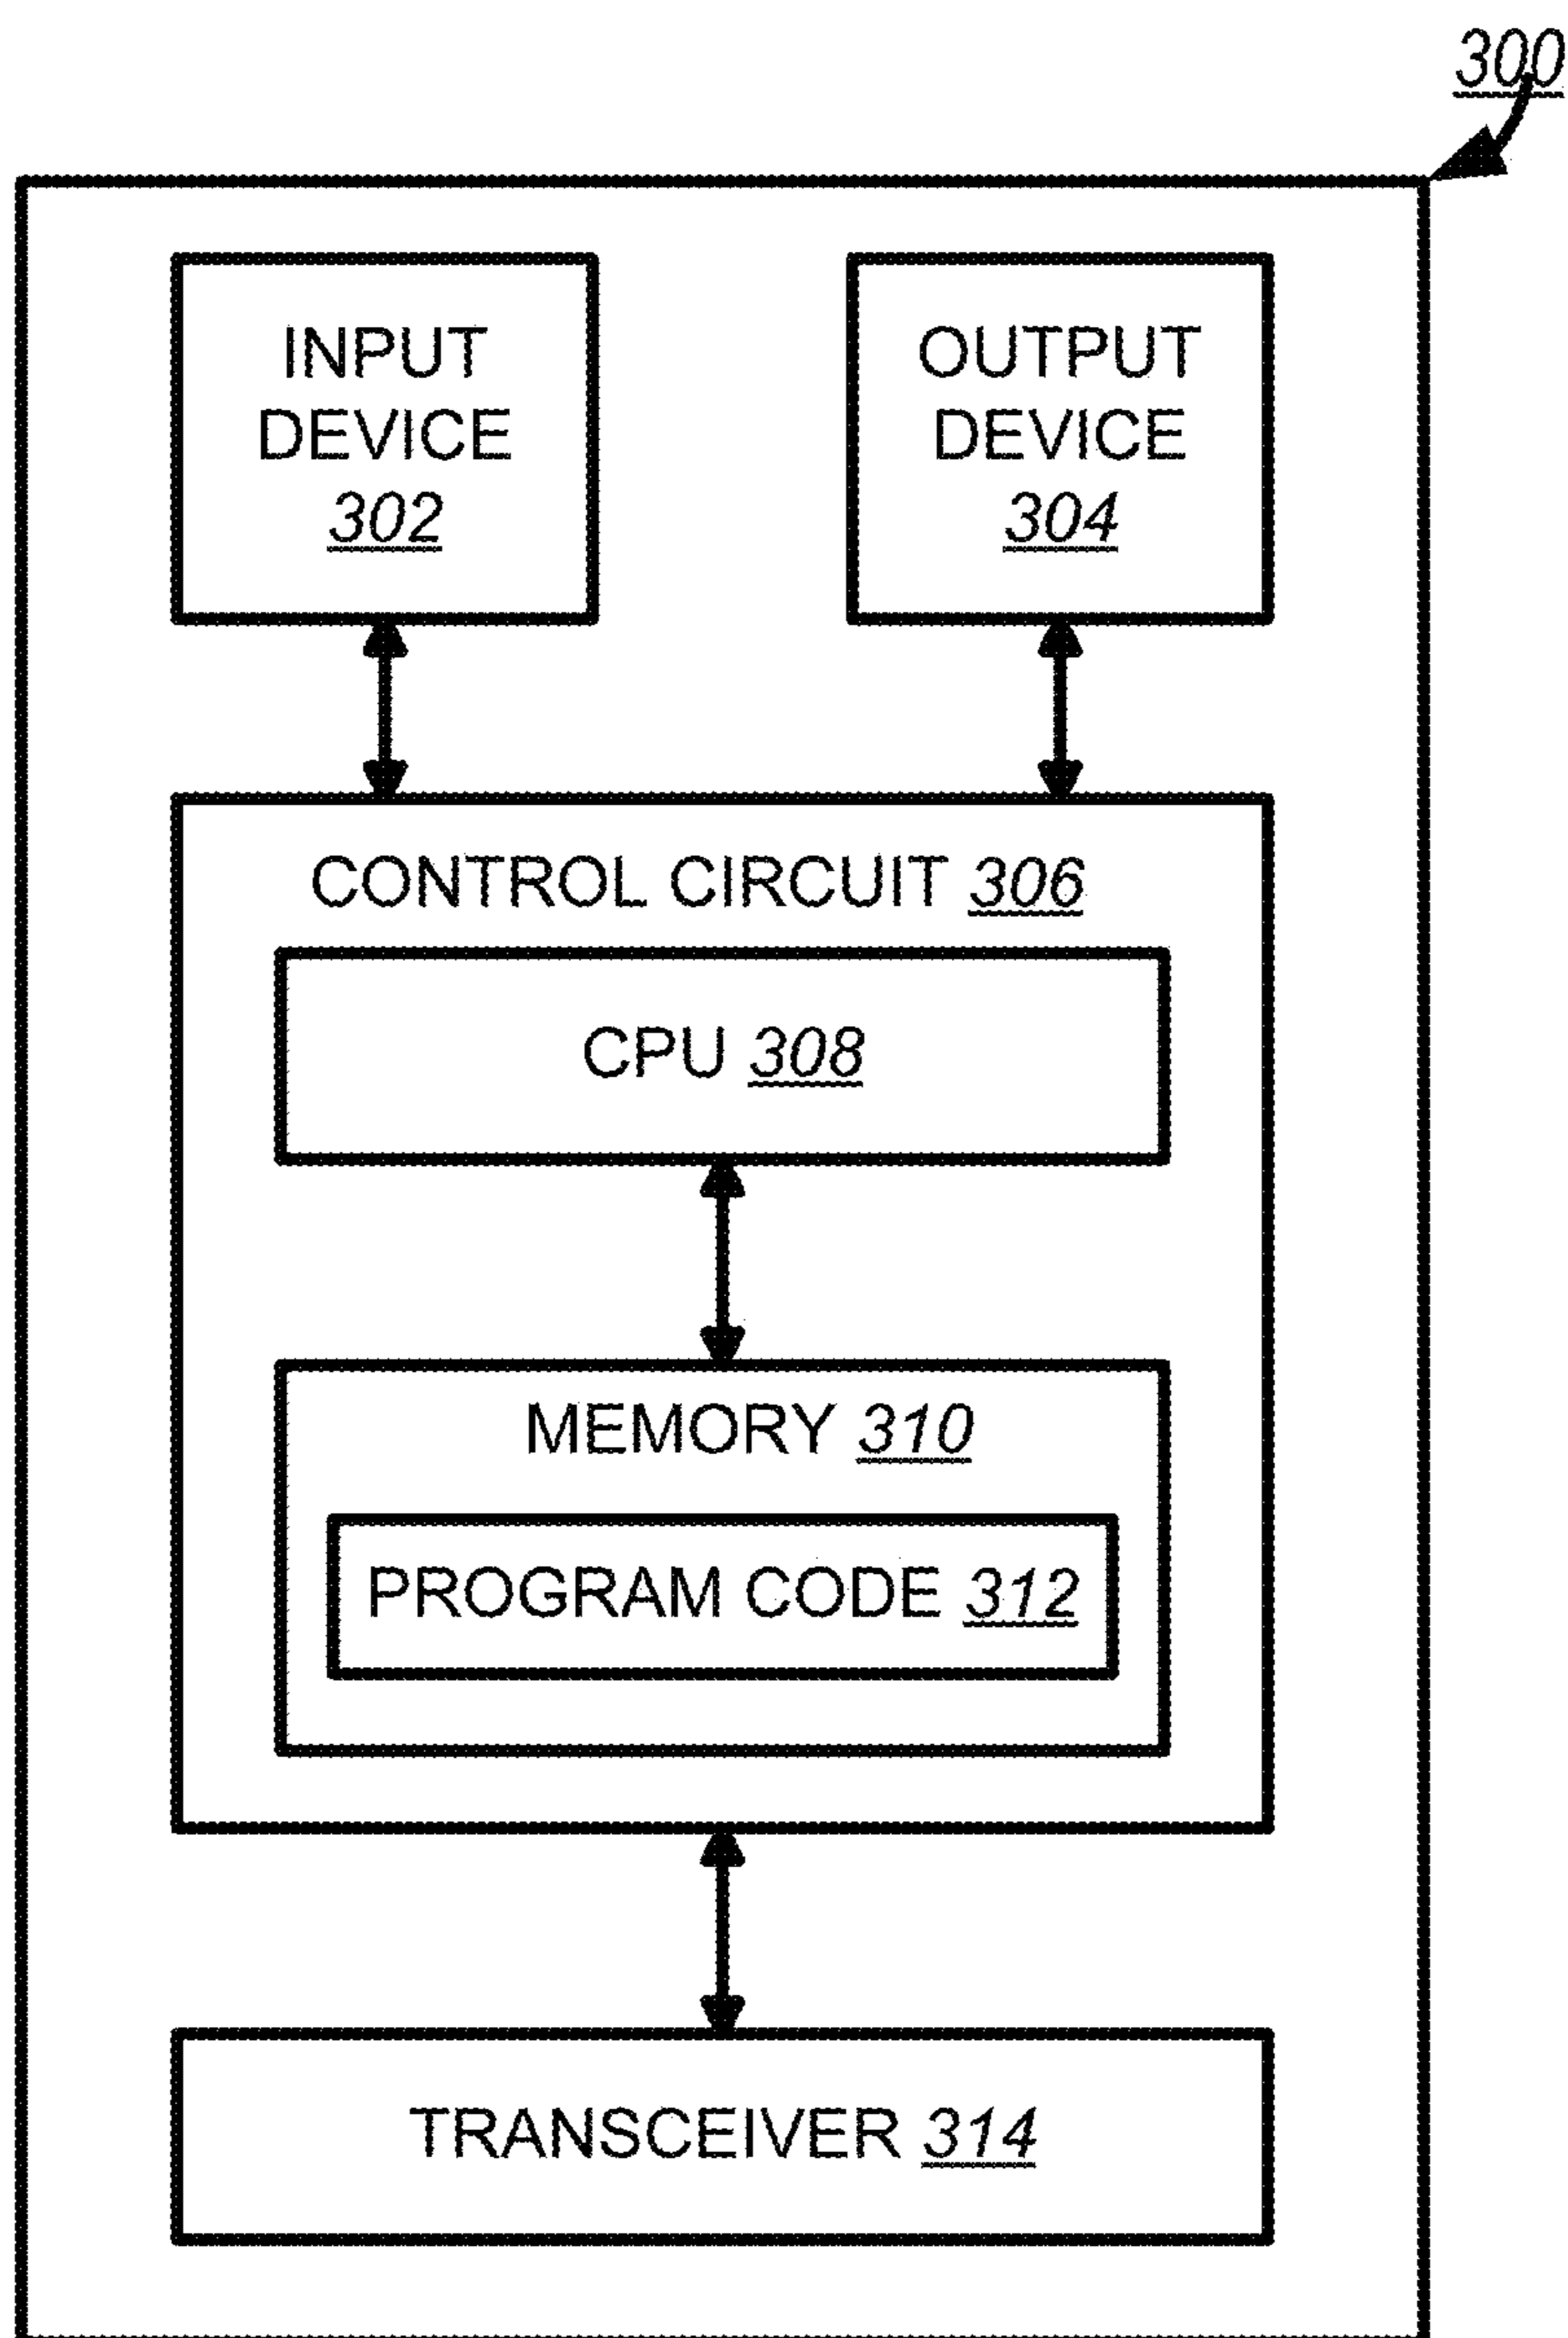 300
INPUT
DEVICE
302
OUTPUT
DEVICE
304
CONTROL CIRCUIT 306
CPU 308
MEMORY 310
PROGRAM CODE 312
TRANSCEIVER 314